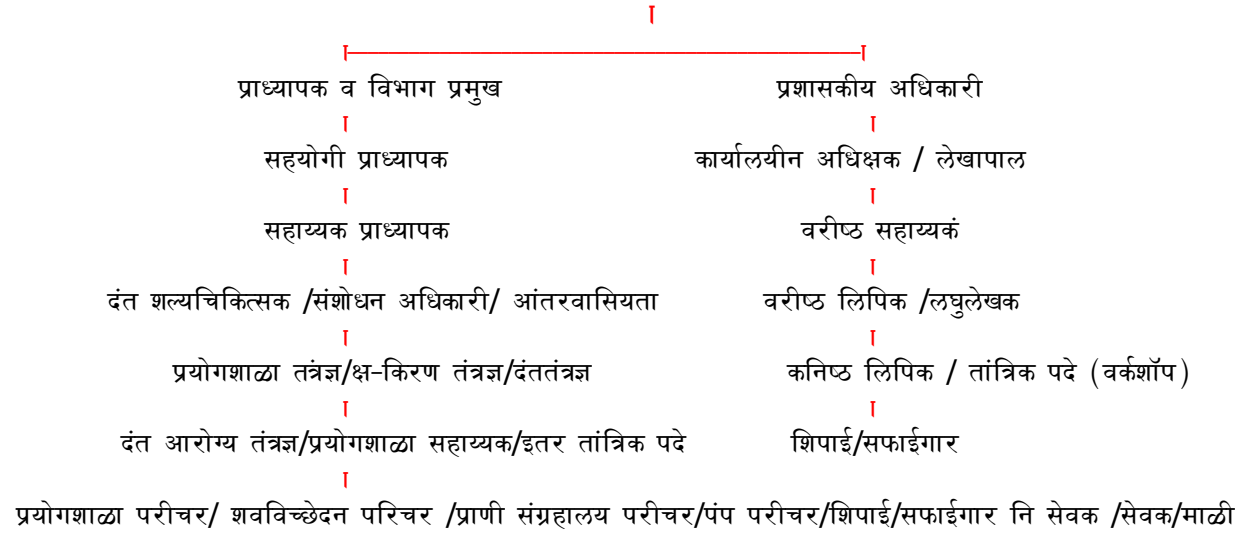 प्राध्यापक व विभाग प्रमुख प्रशासकीय अधिकारी
सहयोगी प्राध्यापक कार्यालयीन अधिक्षक / लेखापाल
सहाय्यक प्राध्यापक वरीष्ठ सहाय्यकं
दंत शल्यचिकित्सक /संशोधन अधिकारी/ आंतरवासियता वरीष्ठ लिपिक /लघुलेखक
प्रयोगशाळा तंत्रज्ञ/क्ष-किरण तंत्रज्ञ/दंततंत्रज्ञ कनिष्ठ लिपिक / तांत्रिक पदे (वर्कशॉप)
दंत आरोग्य तंत्रज्ञ/प्रयोगशाळा सहाय्यक/इतर तांत्रिक पदे शिपाई/सफाईगार
प्रयोगशाळा परीचर/ शवविच्छेदन परिचर /प्राणी संग्रहालय परीचर/पंप परीचर/शिपाई/सफाईगार नि सेवक /सेवक/माळी